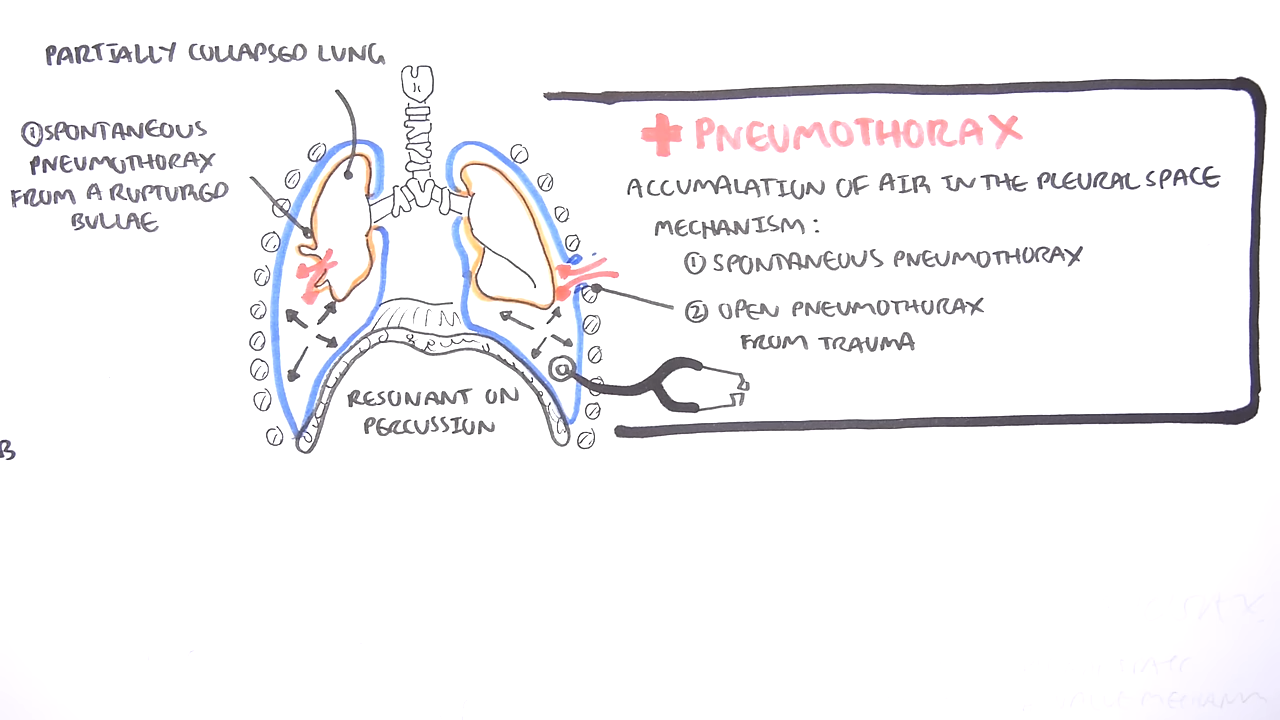 PARTIALLY COLLAPSED LUNG
① SPONTANEOUS
PNEUMOTHORAX
FROM A RUPTURED
BULLAE
RESONANT ON
PERCUSSION
PNEUMOTHORAX
ACCUMALATION OF AIR IN THE PLEURAL SPACE
MECHANISM:
① SPONTANEOUS PNEUMOTHORAX
② OPEN PNEUMOTHORAX
FROM TRAUMA
B